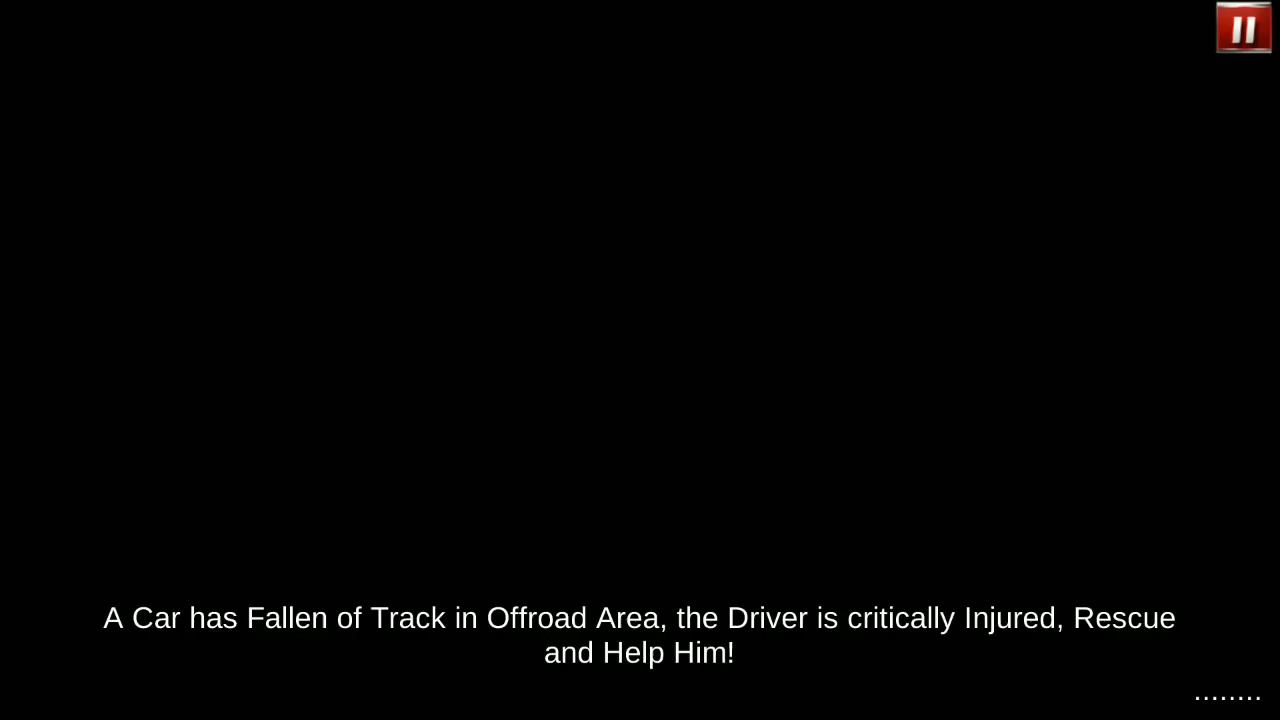 A Car has Fallen of Track in Offroad Area, the Driver is critically Injured, Rescue
and Help Him!
........